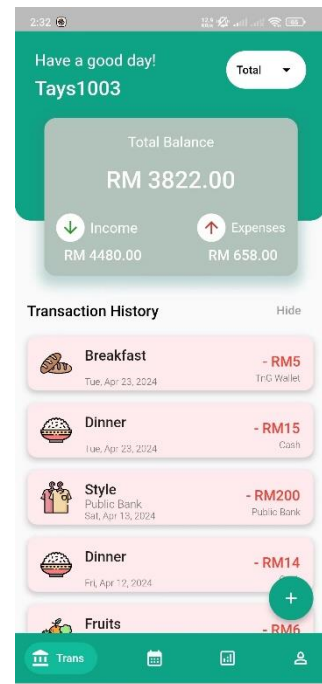 2:32
Have a good day!
Tays1003
Total
Total Balance
RM 3822.00
Income
RM 4480.00
Expenses
RM 658.00
Transaction History
Hide
Breakfast
Tue, Apr 23, 2024
- RM5
TnG Wallet
Dinner
Tue, Apr 23, 2024
- RM15
Cash
Style
Public Bank
Sat, Apr 13, 2024
- RM200
Public Bank
Dinner
Fri, Apr 12, 2024
- RM14
Fruits
- RM6
+
Trans